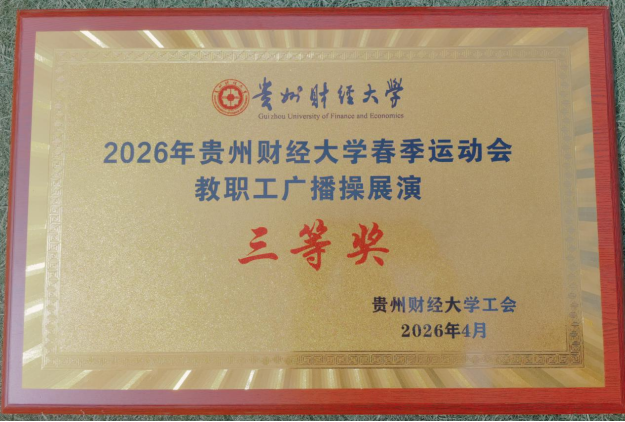 贵州财经大学
Guizhou University of Finance and Economics
2026年贵州财经大学春季运动会
教职工广播操展演
三等奖
贵州财经大学工会
2026年4月